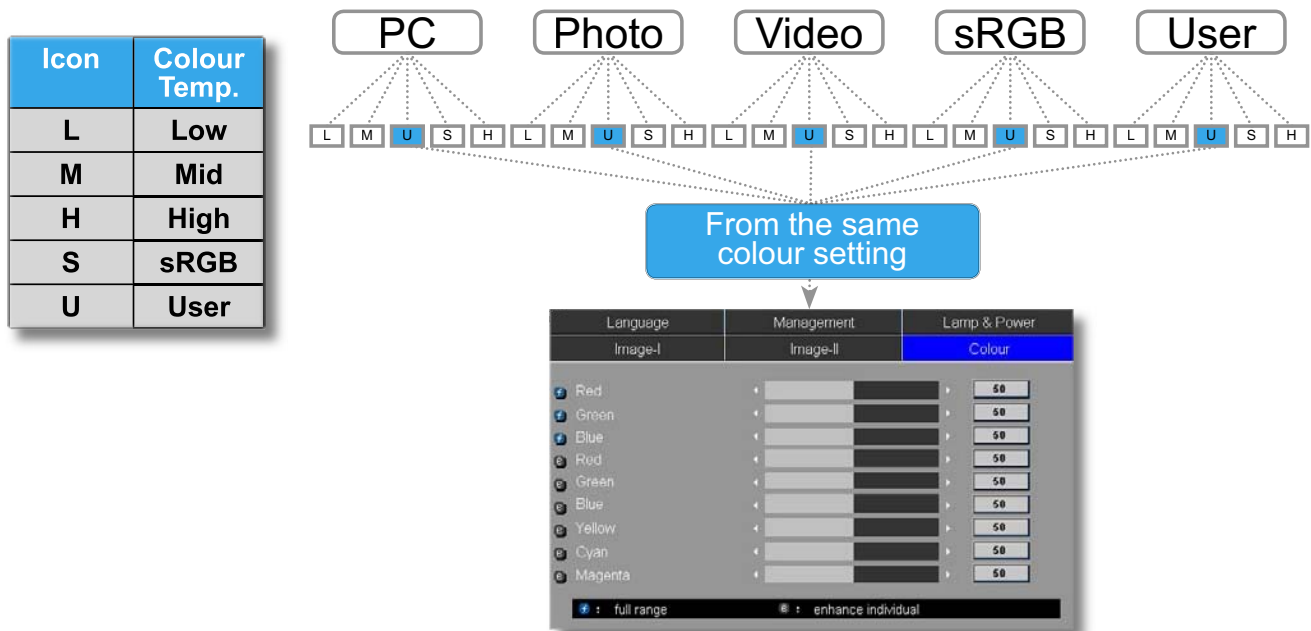 PC Photo Video sRGB User
Icon Colour Temp.
L Low
M Mid
H High
S sRGB
U User
L M U S H L M U S H L M U S H L M U S H L M U S H
From the same
colour setting
Language Management Lamp & Power
Image-I Image-II Colour
f Red 50
f Green 50
f Blue 50
e Red 50
e Green 50
e Blue 50
e Yellow 50
e Cyan 50
e Magenta 50
f : full range e : enhance individual